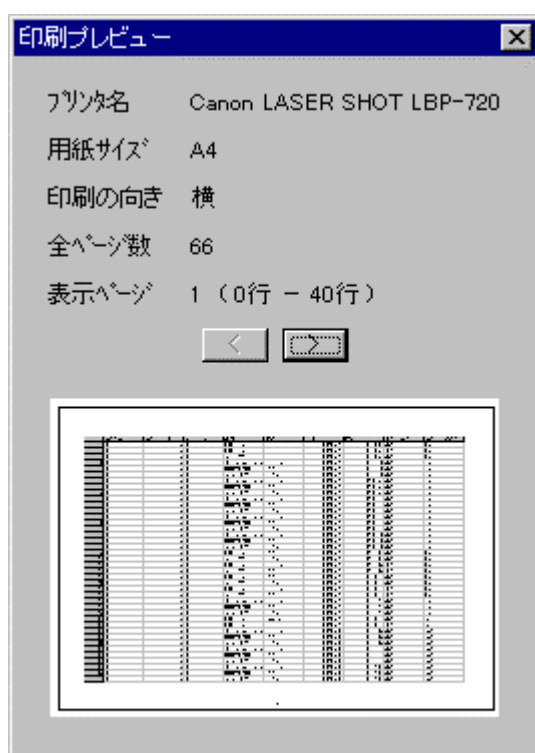 印刷プレビュー
プリンタ名 Canon LASER SHOT LBP-720
用紙サイズ A4
印刷の向き 横
全ページ数 66
表示ページ 1 (0行 - 40行)
< >